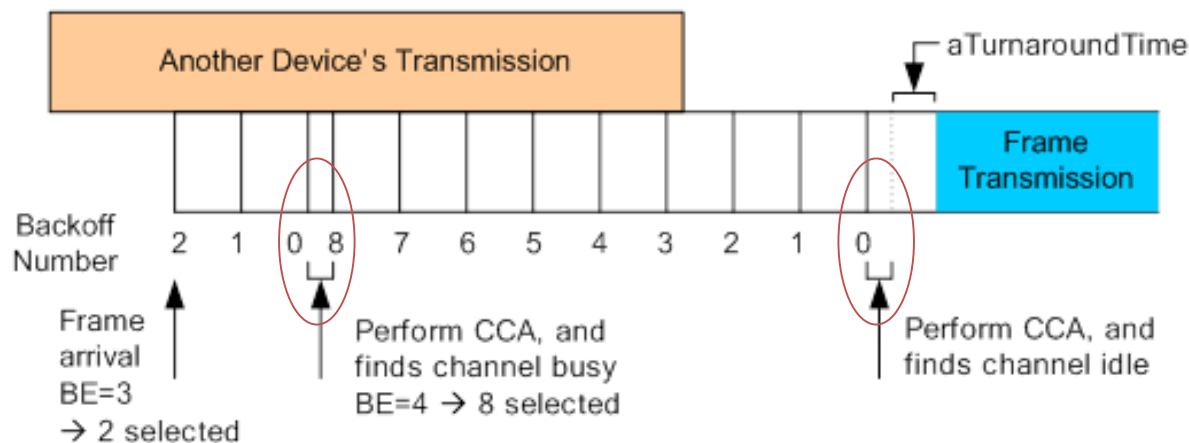 Another Device's Transmission
aTurnaroundTime
Frame
Transmission
Backoff
Number
2 1 0 8 7 6 5 4 3 2 1 0
Frame
arrival
BE=3
→ 2 selected
Perform CCA, and
finds channel busy
BE=4 → 8 selected
Perform CCA, and
finds channel idle